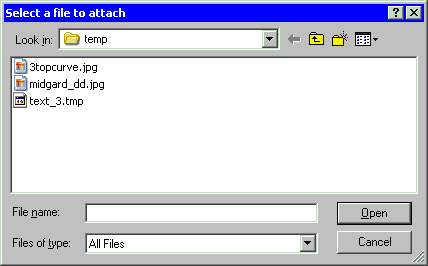 Select a file to attach
Look in: temp
3topcurve.jpg
midgard_dd.jpg
text_3.tmp
File name: Open
Files of type: All Files Cancel